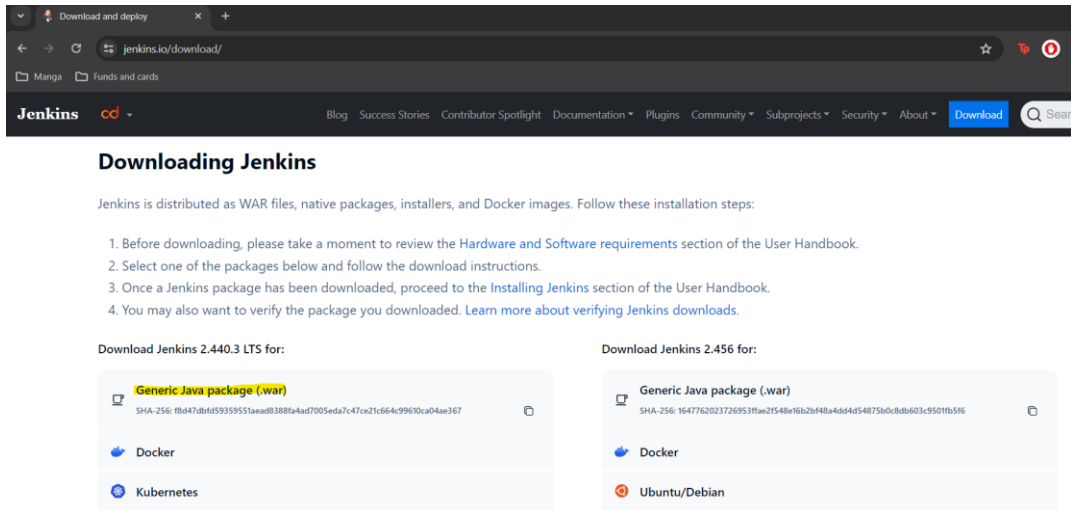 Download and deploy
jenkins.io/download/
Manga Funds and cards
Jenkins cd Blog Success Stories Contributor Spotlight Documentation Plugins Community Subprojects Security About Download Sear
Downloading Jenkins
Jenkins is distributed as WAR files, native packages, installers, and Docker images. Follow these installation steps:
1. Before downloading, please take a moment to review the Hardware and Software requirements section of the User Handbook.
2. Select one of the packages below and follow the download instructions.
3. Once a Jenkins package has been downloaded, proceed to the Installing Jenkins section of the User Handbook.
4. You may also want to verify the package you downloaded. Learn more about verifying Jenkins downloads.
Download Jenkins 2.440.3 LTS for:
Generic Java package (.war)
SHA-256: f8d47dbfd59359551aead8388fa4ad7005eda7c47ce21c664c99610ca04ae367
Docker
Kubernetes
Download Jenkins 2.456 for:
Generic Java package (.war)
SHA-256: 1647762023726953ffae2f548e16b2bf48a4dd4d54875b0c8db603c9501fb5f6
Docker
Ubuntu/Debian